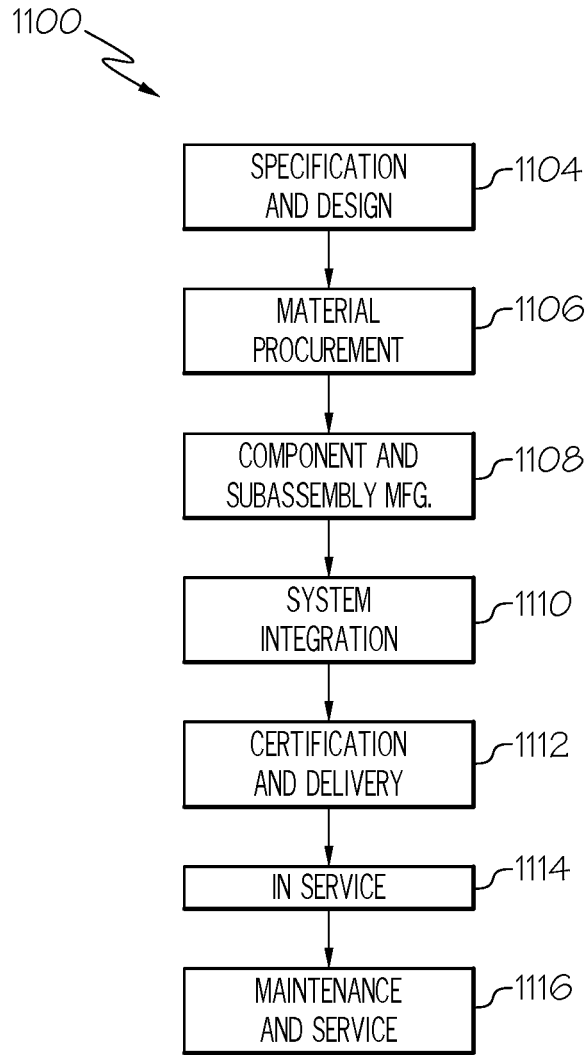 1100
SPECIFICATION
AND DESIGN
1104
MATERIAL
PROCUREMENT
1106
COMPONENT AND
SUBASSEMBLY MFG.
1108
SYSTEM
INTEGRATION
1110
CERTIFICATION
AND DELIVERY
1112
IN SERVICE
1114
MAINTENANCE
AND SERVICE
1116